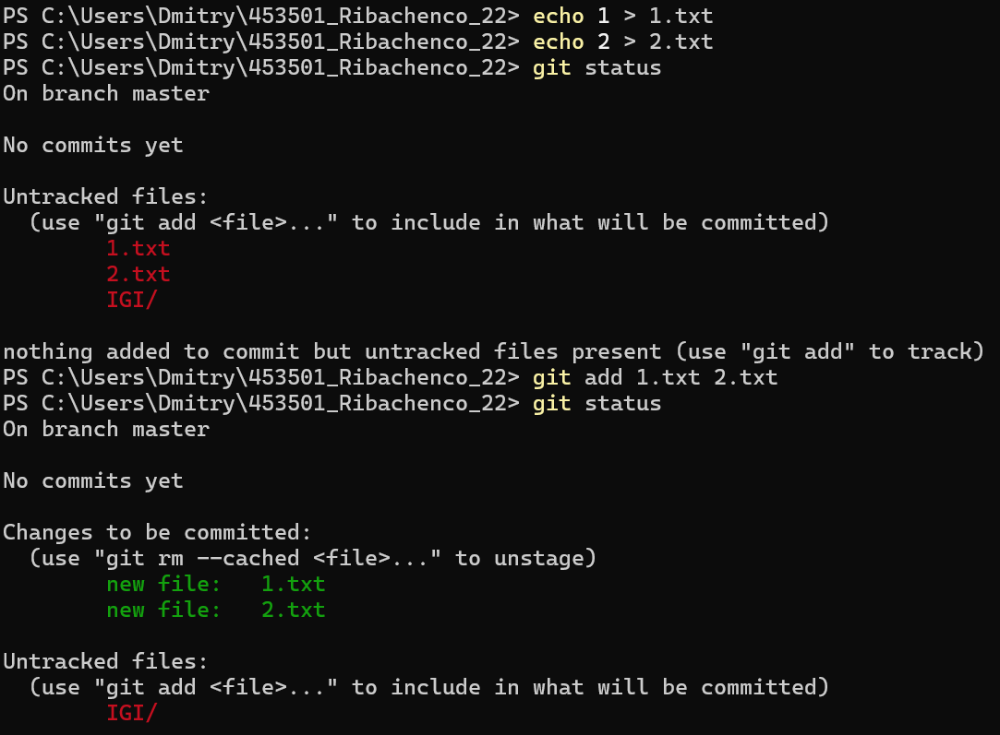 PS C:\Users\Dmitry\453501_Ribachenco_22> echo 1 > 1.txt
PS C:\Users\Dmitry\453501_Ribachenco_22> echo 2 > 2.txt
PS C:\Users\Dmitry\453501_Ribachenco_22> git status
On branch master

No commits yet

Untracked files:
  (use "git add <file>..." to include in what will be committed)
        1.txt
        2.txt
        IGI/

nothing added to commit but untracked files present (use "git add" to track)
PS C:\Users\Dmitry\453501_Ribachenco_22> git add 1.txt 2.txt
PS C:\Users\Dmitry\453501_Ribachenco_22> git status
On branch master

No commits yet

Changes to be committed:
  (use "git rm --cached <file>..." to unstage)
        new file:   1.txt
        new file:   2.txt

Untracked files:
  (use "git add <file>..." to include in what will be committed)
        IGI/